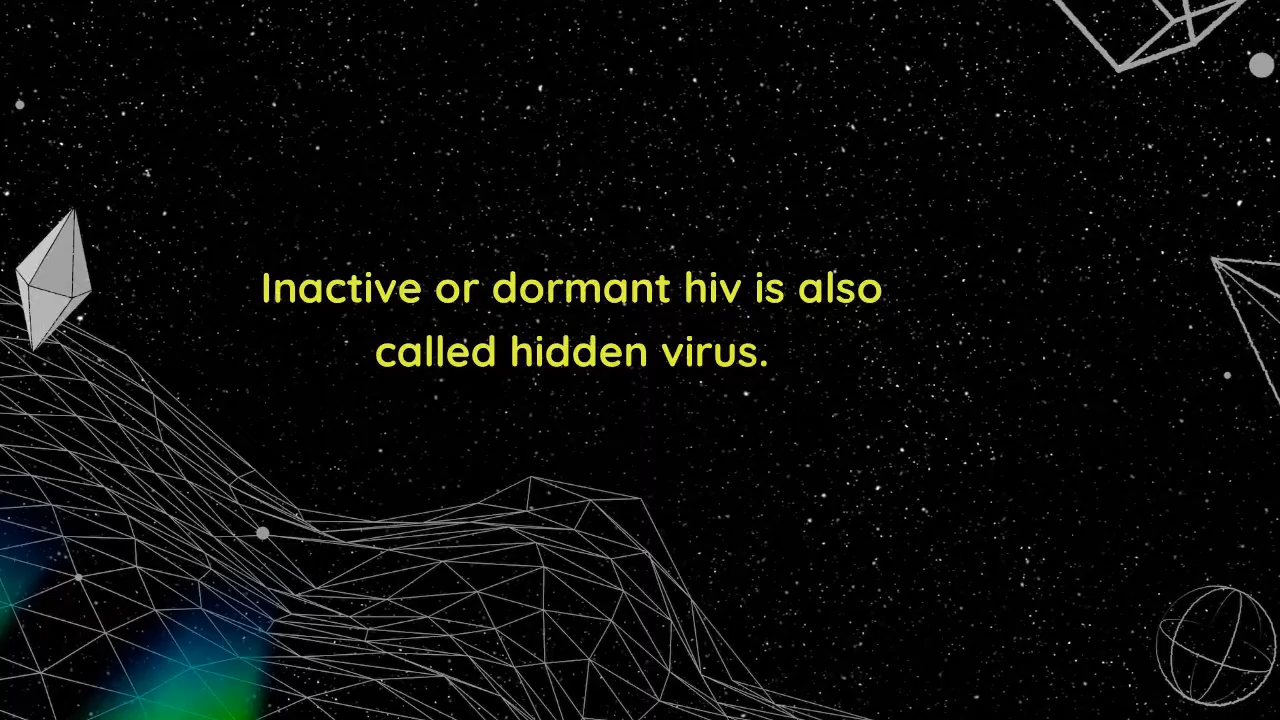 Inactive or dormant hiv is also
called hidden virus.